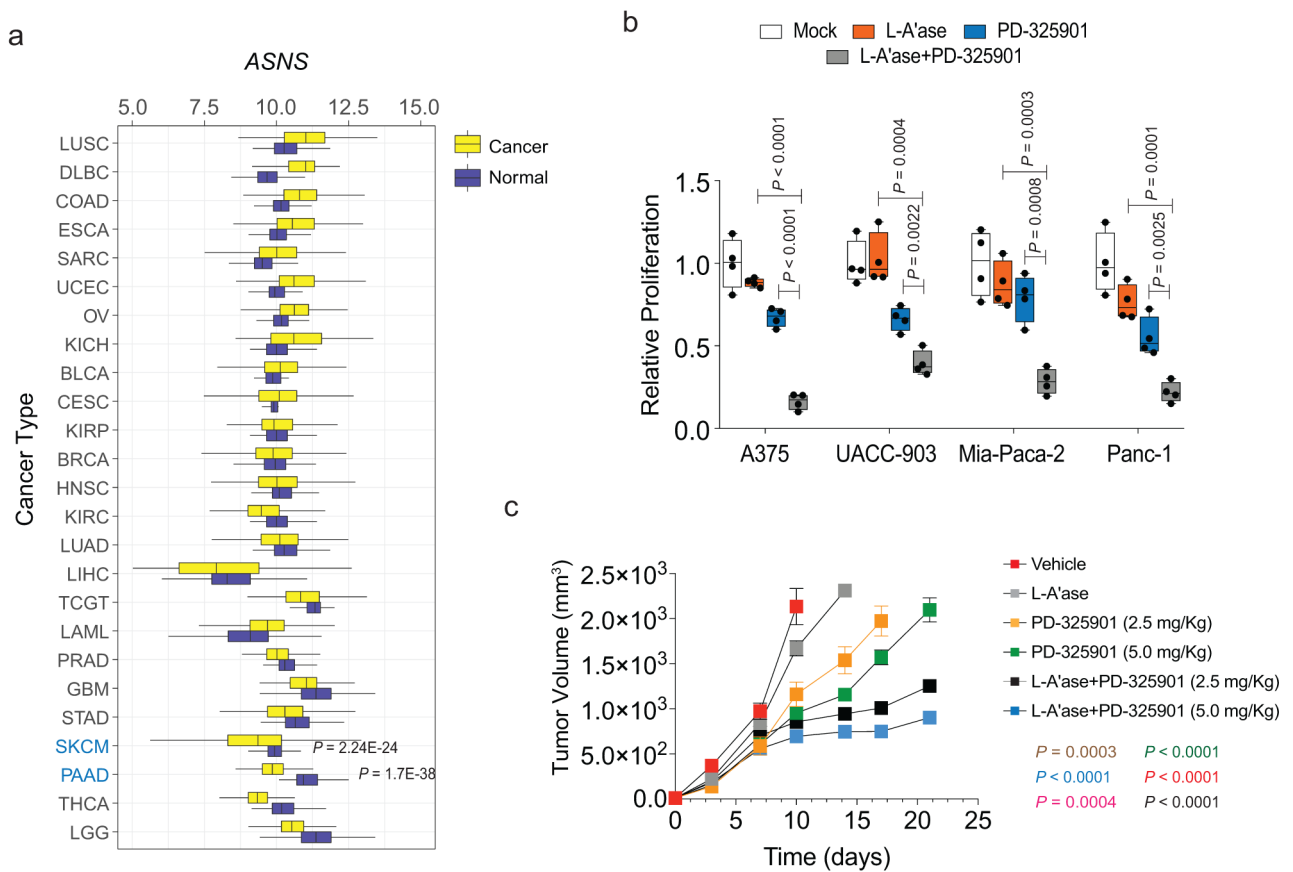 a
ASNS
5.0 7.5 10.0 12.5 15.0
Cancer Type
LUSC
DLBC
COAD
ESCA
SARC
UCEC
OV
KICH
BLCA
CESC
KIRP
BRCA
HNSC
KIRC
LUAD
LIHC
TCGT
LAML
PRAD
GBM
STAD
SKCM
P = 2.24E-24
PAAD
P = 1.7E-38
THCA
LGG
Cancer
Normal
b
Mock L-A'ase PD-325901
L-A'ase+PD-325901
Relative Proliferation
1.5
1.0
0.5
0.0
P < 0.0001
P < 0.0001
P = 0.0004
P = 0.0022
P = 0.0003
P = 0.0008
P = 0.0001
P = 0.0025
A375 UACC-903 Mia-Paca-2 Panc-1
c
Tumor Volume (mm³)
2.5×10³
2.0×10³
1.5×10³
1.0×10³
5.0×10²
0.0
0 5 10 15 20 25
Time (days)
Vehicle
L-A'ase
PD-325901 (2.5 mg/Kg)
PD-325901 (5.0 mg/Kg)
L-A'ase+PD-325901 (2.5 mg/Kg)
L-A'ase+PD-325901 (5.0 mg/Kg)
P = 0.0003 P < 0.0001
P < 0.0001 P < 0.0001
P = 0.0004 P < 0.0001